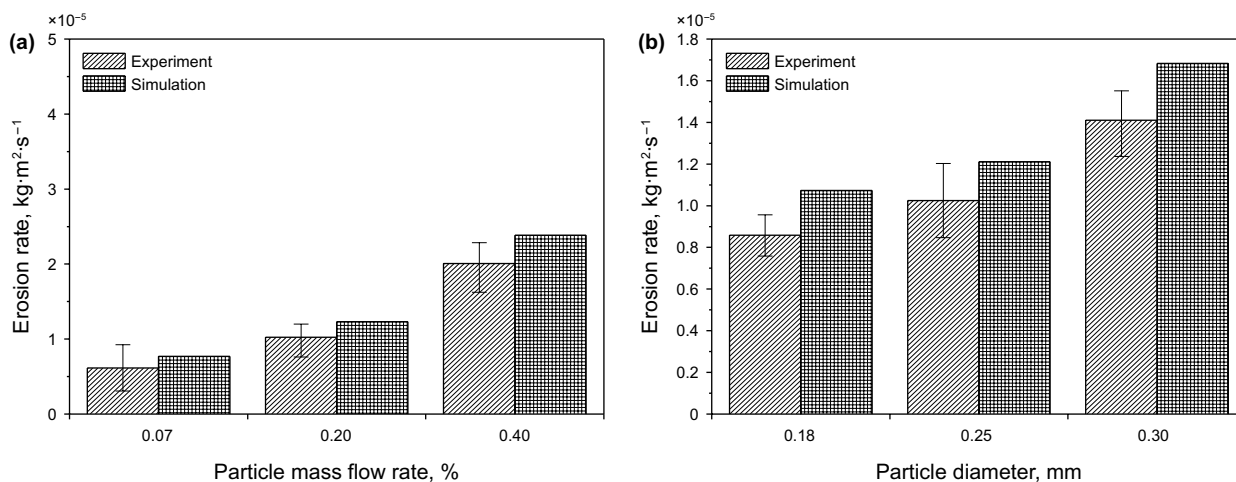 ×10⁻⁵
(a)
Experiment
Simulation
5
4
3
2
1
0
Erosion rate, kg·m²·s⁻¹
0.07 0.20 0.40
Particle mass flow rate, %
×10⁻⁵
(b)
Experiment
Simulation
1.8
1.6
1.4
1.2
1.0
0.8
0.6
0.4
0.2
0
Erosion rate, kg·m²·s⁻¹
0.18 0.25 0.30
Particle diameter, mm